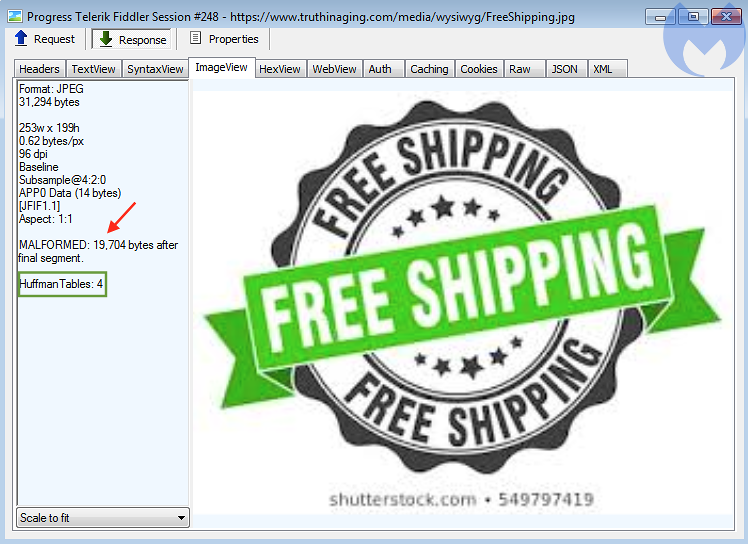 Progress Telerik Fiddler Session #248 - https://www.truthinaging.com/media/wysiwyg/FreeShipping.jpg
Request Response Properties
Headers TextView SyntaxView ImageView HexView WebView Auth Caching Cookies Raw JSON XML
Format: JPEG
31,294 bytes
253w x 199h
0.62 bytes/px
96 dpi
Baseline
Subsample@4:2:0
APP0 Data (14 bytes)
[JFIF1.1]
Aspect: 1:1
MALFORMED: 19,704 bytes after
final segment.
HuffmanTables: 4
Scale to fit
FREE SHIPPING
FREE SHIPPING
FREE SHIPPING
shutterstock.com • 549797419